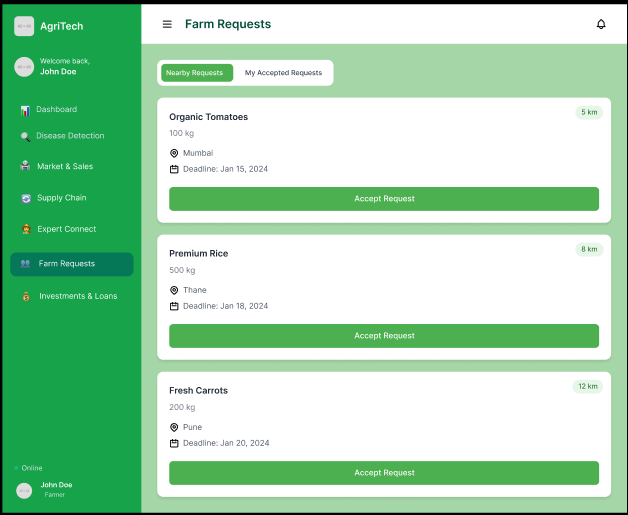 AgriTech
Farm Requests
Welcome back,
John Doe
Nearby Requests
My Accepted Requests
Dashboard
Disease Detection
Market & Sales
Supply Chain
Expert Connect
Farm Requests
Investments & Loans
Online
John Doe
Farmer
Organic Tomatoes
5 km
100 kg
Mumbai
Deadline: Jan 15, 2024
Accept Request
Premium Rice
8 km
500 kg
Thane
Deadline: Jan 18, 2024
Accept Request
Fresh Carrots
12 km
200 kg
Pune
Deadline: Jan 20, 2024
Accept Request